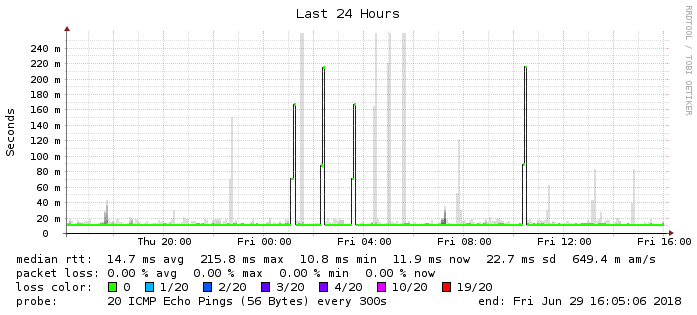 Last 24 Hours
RRDTOOL / TOBI OETIKER
Seconds
240 m
220 m
200 m
180 m
160 m
140 m
120 m
100 m
80 m
60 m
40 m
20 m
0
Thu 20:00 Fri 00:00 Fri 04:00 Fri 08:00 Fri 12:00 Fri 16:00
median rtt: 14.7 ms avg 215.8 ms max 10.8 ms min 11.9 ms now 22.7 ms sd 649.4 m am/s
packet loss: 0.00 % avg 0.00 % max 0.00 % min 0.00 % now
loss color: 0 1/20 2/20 3/20 4/20 10/20 19/20
probe: 20 ICMP Echo Pings (56 Bytes) every 300s end: Fri Jun 29 16:05:06 2018